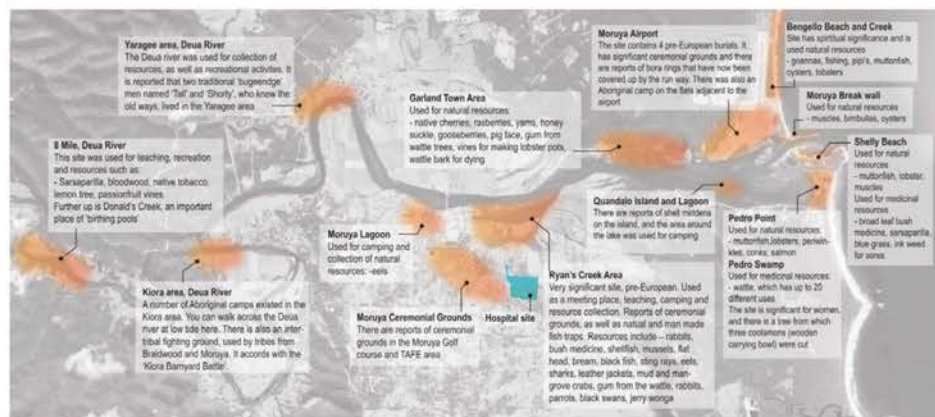 Yaragee area, Deua River
The Deua river was used for collection of
resources, as well as recreational activites. It
is reported that two traditional 'bugeendge'
men named 'Tall' and 'Shorty', who knew the
old ways, lived in the Yaragee area
8 Mile, Deua River
This site was used for teaching, recreation
and resources such as:
- Sarsaparilla, bloodwood, native tobacco,
lemon tree, passionfruit vines.
Further up is Donald's Creek, an important
place of 'birthing pools'
Kiora area, Deua River
A number of Aboriginal camps existed in the
Kiora area. You can walk across the Deua
river at low tide here. There is also an inter-
tribal fighting ground, used by tribes from
Braidwood and Moruya. It accords with the
'Kiora Barnyard Battle'.
Garland Town Area
Used for natural resources:
- native cherries, rasberries, yams, honey
suckle, gooseberries, pig face, gum from
wattle trees, vines for making lobster pots,
wattle bark for dying
Moruya Lagoon
Used for camping and
collection of natural
resources: -eels
Moruya Ceremonial Grounds
There are reports of ceremonial
grounds in the Moruya Golf
course and TAFE area
Hospital site
Ryan's Creek Area
Very significant site, pre-European. Used
as a meeting place, teaching, camping and
resource collection. Reports of ceremonial
grounds, as well as natual and man made
fish traps. Resources include – rabbits,
bush medicine, shellfish, mussels, flat
head, bream, black fish, sting rays, eels,
sharks, leather jackets, mud and man-
grove crabs, gum from the wattle, rabbits,
parrots, black swans, jerry wonga
Moruya Airport
The site contains 4 pre-European burials. It
has significant ceremonial grounds and there
are reports of bora rings that have now been
covered up by the run way. There was also an
Aboriginal camp on the flats adjacent to the
airport
Quandalo Island and Lagoon
There are reports of shell middens
on the island, and the area around
the lake was used for camping
Bengello Beach and Creek
Site has spiritual significance and is
used natural resources
- goannas, fishing, pipi's, muttonfish,
oysters, lobsters
Moruya Break wall
Used for natural resources
- muscles, bimbullas, oysters
Shelly Beach
Used for natural
resources
- muttonfish, lobster,
muscles
Used for medicinal
resources
- broad leaf bush
medicine, sarsaparilla,
blue grass, ink weed for
sores
Pedro Point
Used for natural resources:
- muttonfish,lobsters, periwin-
kles, conks, salmon
Pedro Swamp
Used for medicinal resources:
- wattle, which has up to 20
different uses
The site is significant for women,
and there is a tree from which
three coolamons (wooden
carrying bowl) were cut